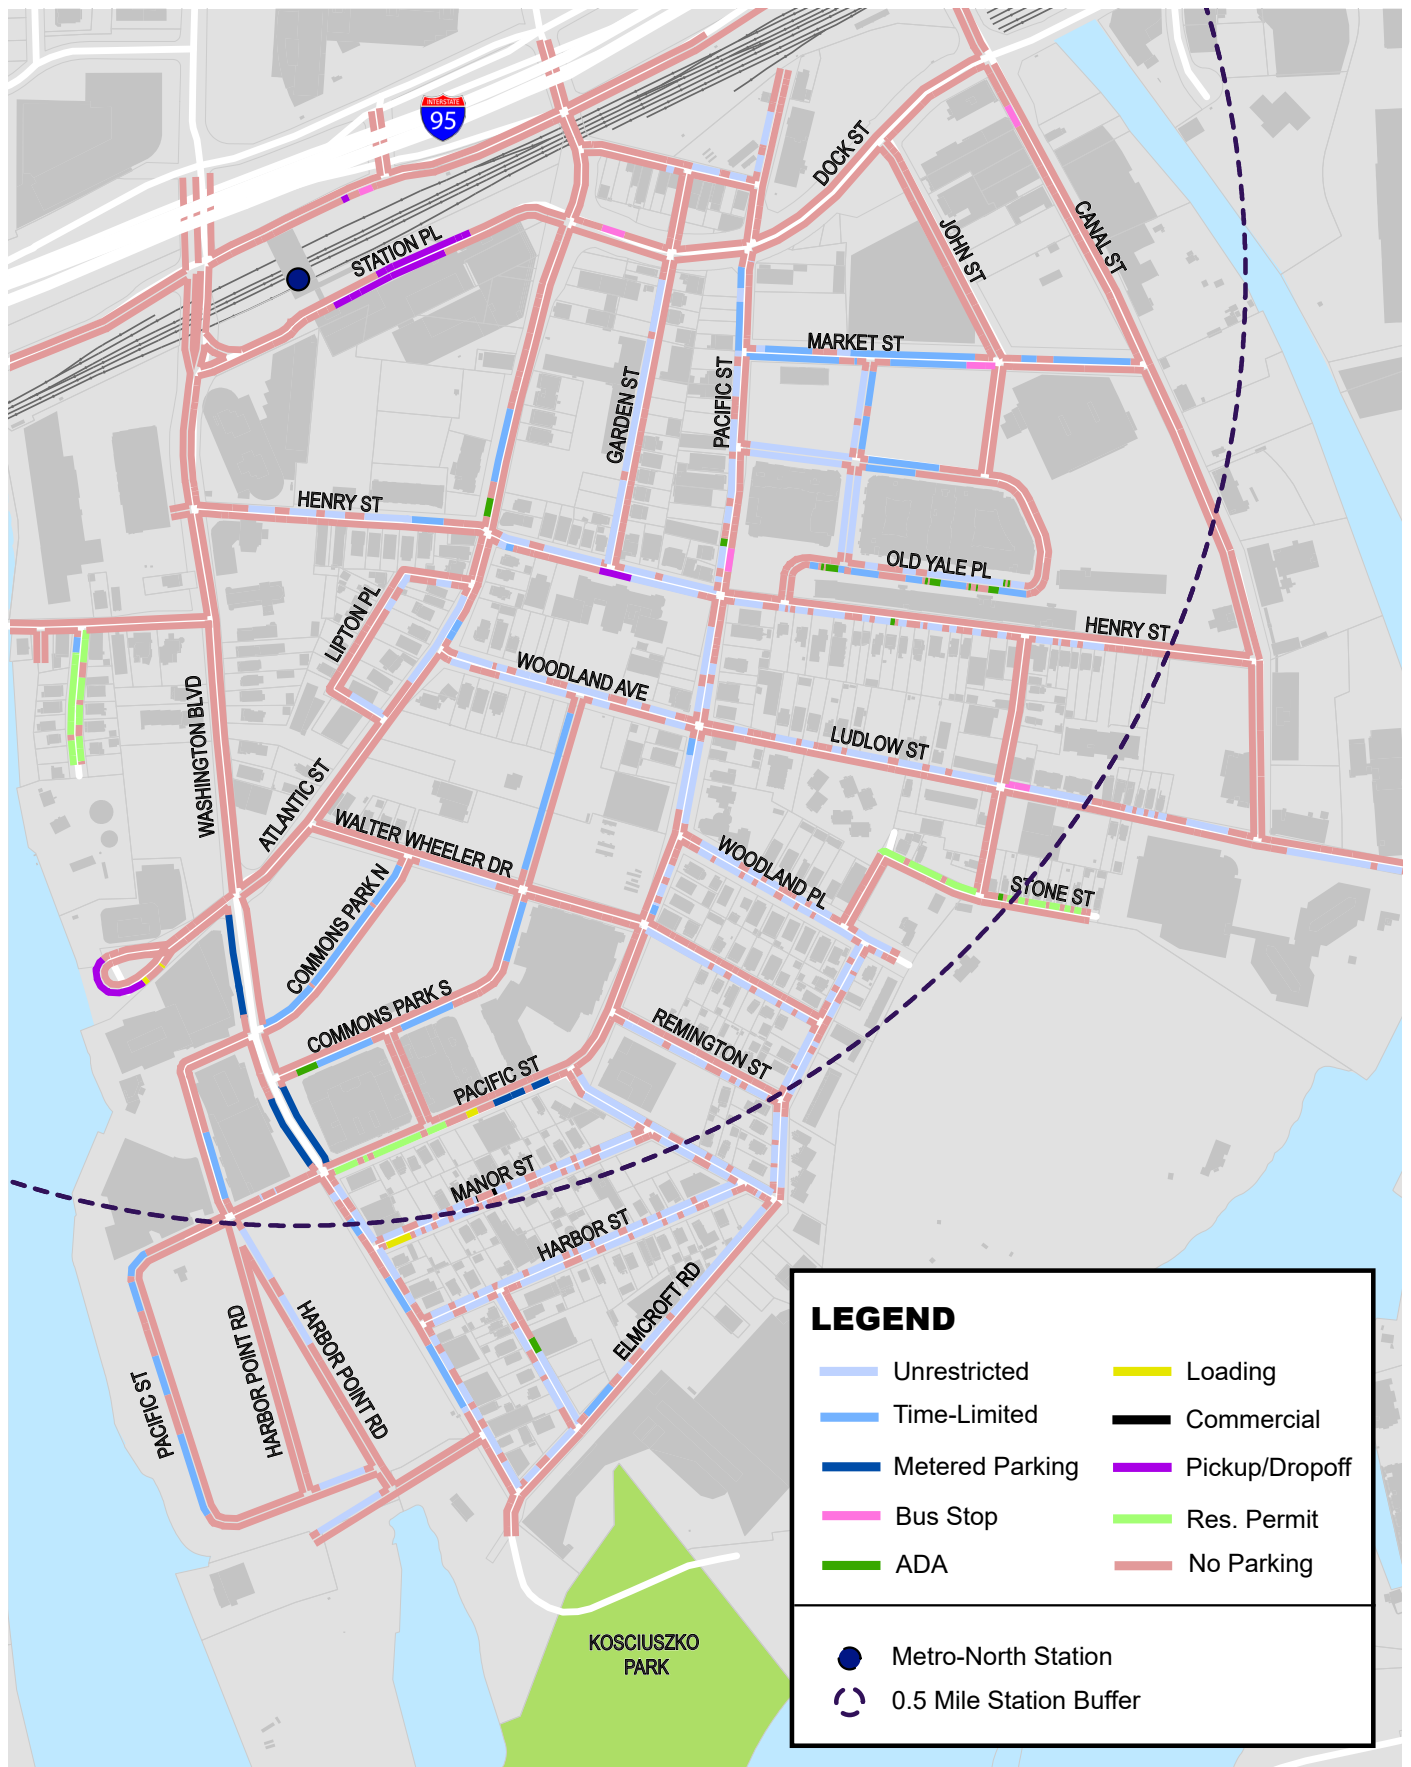 INTERSTATE
95
DOCK ST
CANAL ST
JOHN ST
STATION PL
MARKET ST
GARDEN ST
PACIFIC ST
HENRY ST
OLD YALE PL
LIPTON PL
HENRY ST
WOODLAND AVE
WASHINGTON BLVD
LUDLOW ST
ATLANTIC ST
WALTER WHEELER DR
WOODLAND PL
STONE ST
COMMONS PARK N
COMMONS PARK S
REMINGTON ST
PACIFIC ST
MANOR ST
HARBOR ST
ELMCROFT RD
HARBOR POINT RD
HARBOR POINT RD
PACIFIC ST
KOSCIUSZKO
PARK
LEGEND
Unrestricted
Time-Limited
Metered Parking
Bus Stop
ADA
Loading
Commercial
Pickup/Dropoff
Res. Permit
No Parking
Metro-North Station
0.5 Mile Station Buffer